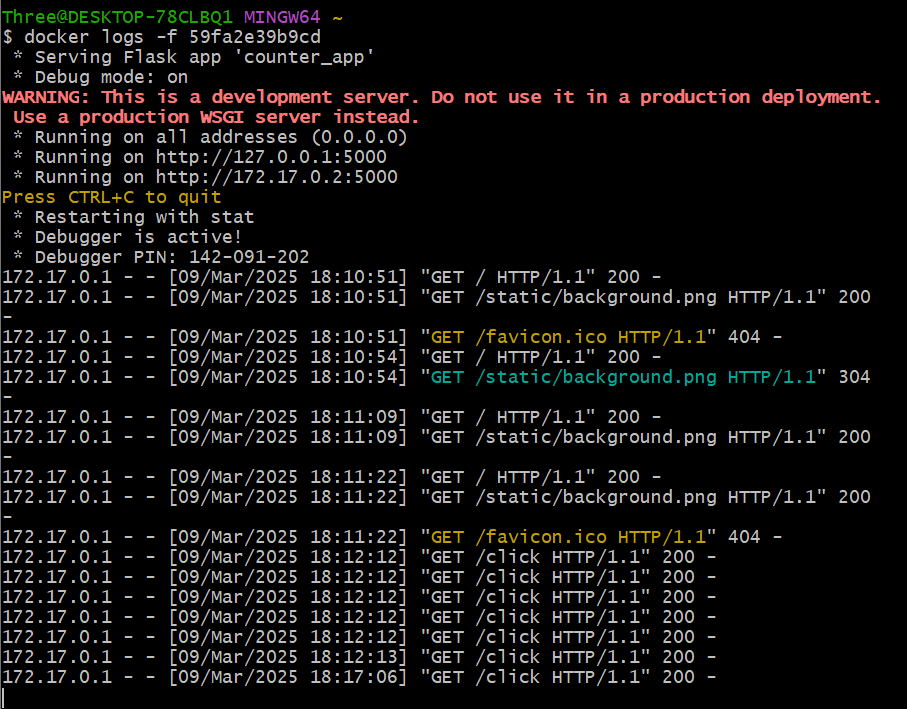 Three@DESKTOP-78CLBQ1 MINGW64 ~
$ docker logs -f 59fa2e39b9cd
 * Serving Flask app 'counter_app'
 * Debug mode: on
WARNING: This is a development server. Do not use it in a production deployment.
 Use a production WSGI server instead.
 * Running on all addresses (0.0.0.0)
 * Running on http://127.0.0.1:5000
 * Running on http://172.17.0.2:5000
Press CTRL+C to quit
 * Restarting with stat
 * Debugger is active!
 * Debugger PIN: 142-091-202
172.17.0.1 - - [09/Mar/2025 18:10:51] "GET / HTTP/1.1" 200 -
172.17.0.1 - - [09/Mar/2025 18:10:51] "GET /static/background.png HTTP/1.1" 200
-
172.17.0.1 - - [09/Mar/2025 18:10:51] "GET /favicon.ico HTTP/1.1" 404 -
172.17.0.1 - - [09/Mar/2025 18:10:54] "GET / HTTP/1.1" 200 -
172.17.0.1 - - [09/Mar/2025 18:10:54] "GET /static/background.png HTTP/1.1" 304
-
172.17.0.1 - - [09/Mar/2025 18:11:09] "GET / HTTP/1.1" 200 -
172.17.0.1 - - [09/Mar/2025 18:11:09] "GET /static/background.png HTTP/1.1" 200
-
172.17.0.1 - - [09/Mar/2025 18:11:22] "GET / HTTP/1.1" 200 -
172.17.0.1 - - [09/Mar/2025 18:11:22] "GET /static/background.png HTTP/1.1" 200
-
172.17.0.1 - - [09/Mar/2025 18:11:22] "GET /favicon.ico HTTP/1.1" 404 -
172.17.0.1 - - [09/Mar/2025 18:12:12] "GET /click HTTP/1.1" 200 -
172.17.0.1 - - [09/Mar/2025 18:12:12] "GET /click HTTP/1.1" 200 -
172.17.0.1 - - [09/Mar/2025 18:12:12] "GET /click HTTP/1.1" 200 -
172.17.0.1 - - [09/Mar/2025 18:12:12] "GET /click HTTP/1.1" 200 -
172.17.0.1 - - [09/Mar/2025 18:12:12] "GET /click HTTP/1.1" 200 -
172.17.0.1 - - [09/Mar/2025 18:12:13] "GET /click HTTP/1.1" 200 -
172.17.0.1 - - [09/Mar/2025 18:17:06] "GET /click HTTP/1.1" 200 -